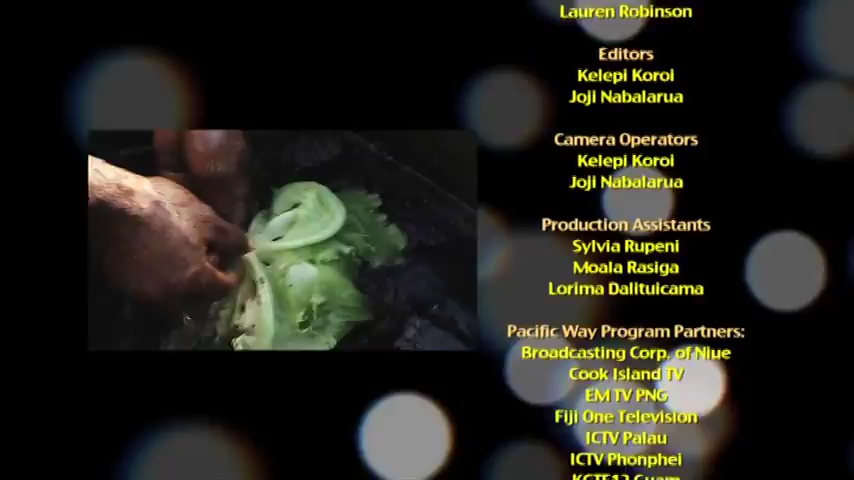 Lauren Robinson
Editors
Kelepi Koroi
Joji Nabalarua
Camera Operators
Kelepi Koroi
Joji Nabalarua
Production Assistants
Sylvia Rupeni
Moala Rasiga
Lorima Dalituicama
Pacific Way Program Partners:
Broadcasting Corp. of Niue
Cook Island TV
EM TV PNG
Fiji One Television
ICTV Palau
ICTV Phonphei